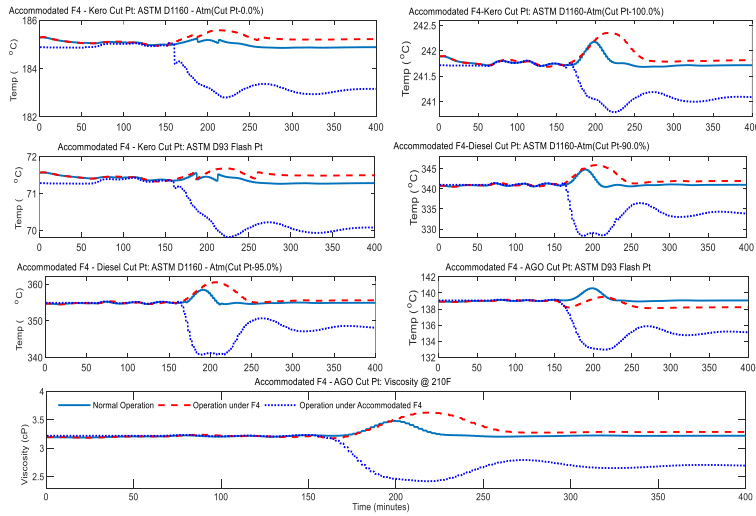 Accommodated F4 - Kero Cut Pt: ASTM D1160 - Atm(Cut Pt-0.0%)
186
184
182
Temp ( °C)
0 50 100 150 200 250 300 350 400
Accommodated F4-Kero Cut Pt: ASTM D1160-Atm(Cut Pt-100.0%)
242.5
242
241.5
241
Temp (°C)
0 50 100 150 200 250 300 350 400
Accommodated F4 - Kero Cut Pt: ASTM D93 Flash Pt
72
71
70
Temp ( °C)
0 50 100 150 200 250 300 350 400
Accommodated F4-Diesel Cut Pt: ASTM D1160-Atm(Cut Pt-90.0%)
345
340
330
Temp ( °C)
0 50 100 150 200 250 300 350 400
Accommodated F4 - Diesel Cut Pt: ASTM D1160 - Atm(Cut Pt-95.0%)
360
350
340
Temp ( °C)
0 50 100 150 200 250 300 350 400
Accommodated F4 - AGO Cut Pt: ASTM D93 Flash Pt
142
140
138
136
134
132
Temp (°C)
0 50 100 150 200 250 300 350 400
Accommodated F4 - AGO Cut Pt: Viscosity @ 210F
4
3.5
3
2.5
Viscosity (cP)
Normal Operation Operation under F4 Operation under Accommodated F4
0 50 100 150 200 250 300 350 400
Time (minutes)